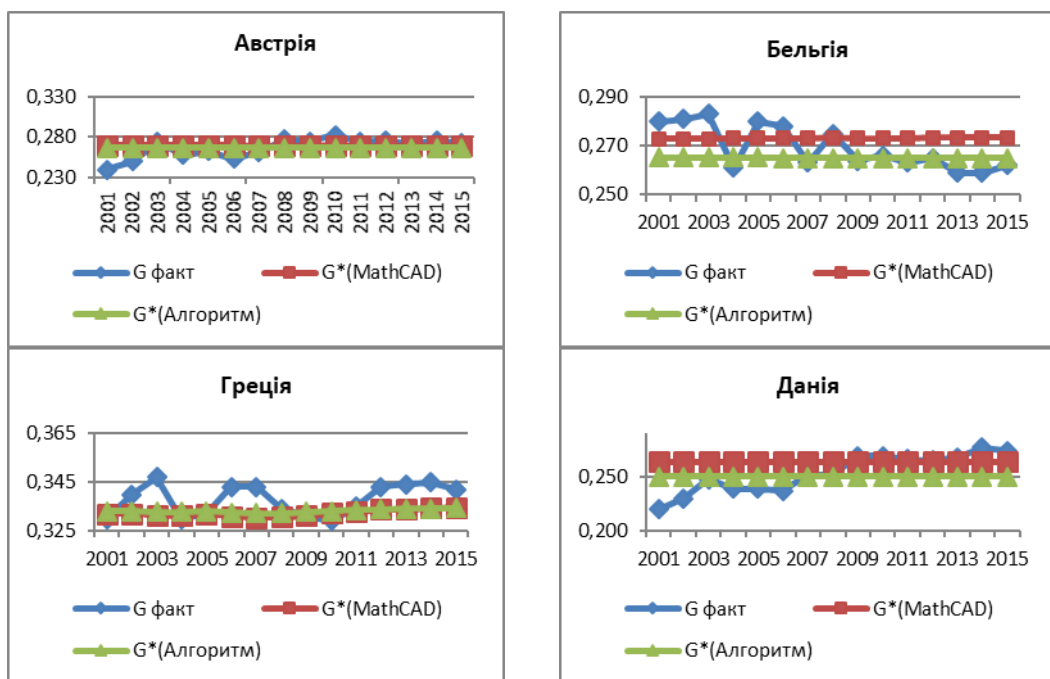 Австрія
0,330
0,280
0,230
2001 2002 2003 2004 2005 2006 2007 2008 2009 2010 2011 2012 2013 2014 2015
G факт G*(MathCAD)
G*(Алгоритм)
Бельгія
0,290
0,270
0,250
2001 2003 2005 2007 2009 2011 2013 2015
G факт G*(MathCAD)
G*(Алгоритм)
Греція
0,365
0,345
0,325
2001 2003 2005 2007 2009 2011 2013 2015
G факт G*(MathCAD)
G*(Алгоритм)
Данія
0,250
0,200
2001 2003 2005 2007 2009 2011 2013 2015
G факт G*(MathCAD)
G*(Алгоритм)